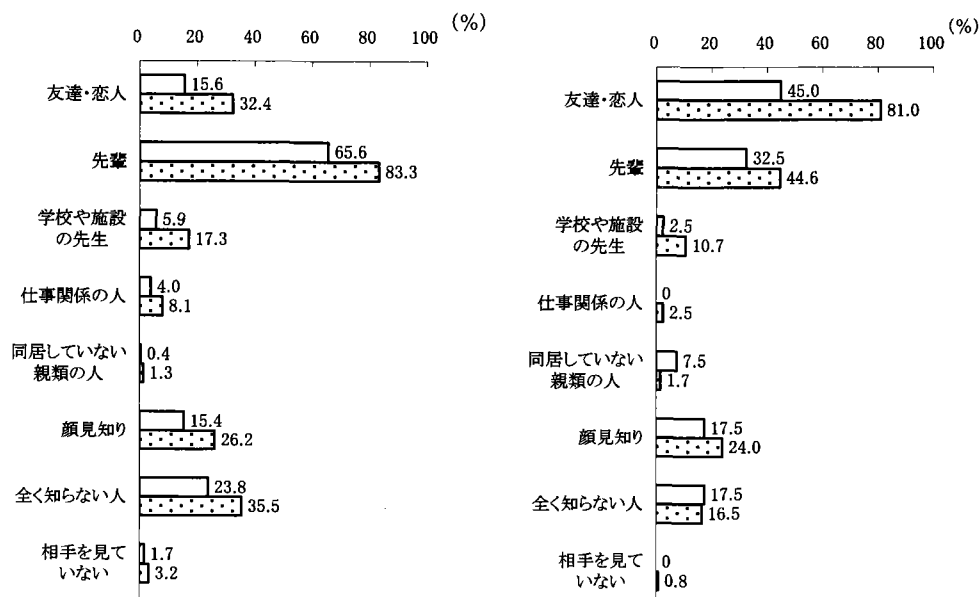 (%)
0 20 40 60 80 100
友達・恋人
15.6
32.4
先輩
65.6
83.3
学校や施設
の先生
5.9
17.3
仕事関係の人
4.0
8.1
同居していない
親類の人
0.4
1.3
顔見知り
15.4
26.2
全く知らない人
23.8
35.5
相手を見て
いない
1.7
3.2
(%)
0 20 40 60 80 100
友達・恋人
45.0
81.0
先輩
32.5
44.6
学校や施設
の先生
2.5
10.7
仕事関係の人
0
2.5
同居していない
親類の人
7.5
1.7
顔見知り
17.5
24.0
全く知らない人
17.5
16.5
相手を見て
いない
0
0.8